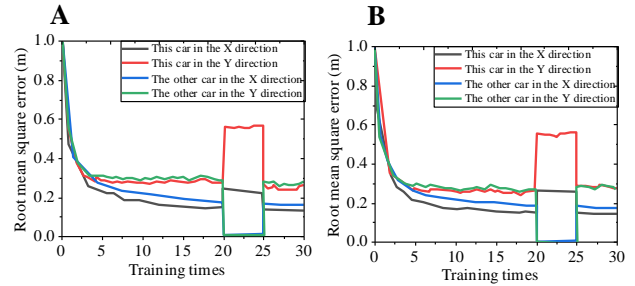 A
Root mean square error (m)
1.0
0.8
0.6
0.4
0.2
0.0
This car in the X direction
This car in the Y direction
The other car in the X direction
The other car in the Y direction
0 5 10 15 20 25 30
Training times
B
Root mean square error (m)
1.0
0.8
0.6
0.4
0.2
0.0
This car in the X direction
This car in the Y direction
The other car in the X direction
The other car in the Y direction
0 5 10 15 20 25 30
Training times